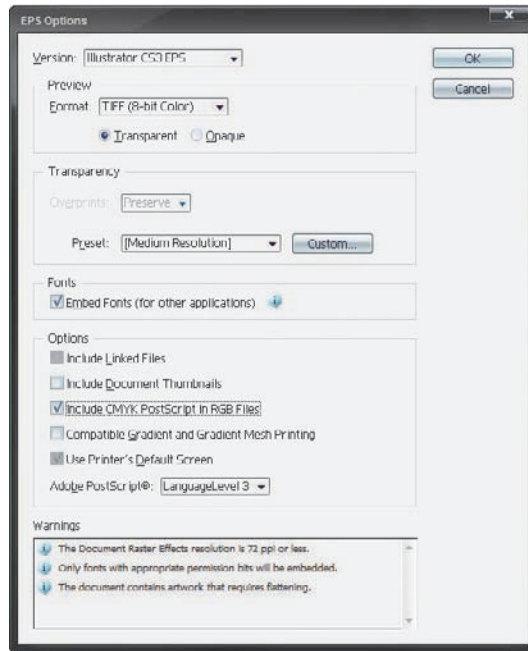 EPS Options
x
Version: Illustrator CS3 EPS
OK
Preview
Cancel
Format: TIFF (8-bit Color)
Transparent Opaque
Transparency
Overprints: Preserve
Preset: [Medium Resolution] Custom...
Fonts
Embed Fonts (for other applications)
Options
Include Linked Files
Include Document Thumbnails
Include CMYK PostScript in RGB Files
Compatible Gradient and Gradient Mesh Printing
Use Printer's Default Screen
Adobe PostScript®: LanguageLevel 3
Warnings
The Document Raster Effects resolution is 72 ppi or less.
Only fonts with appropriate permission bits will be embedded.
The document contains artwork that requires flattening.